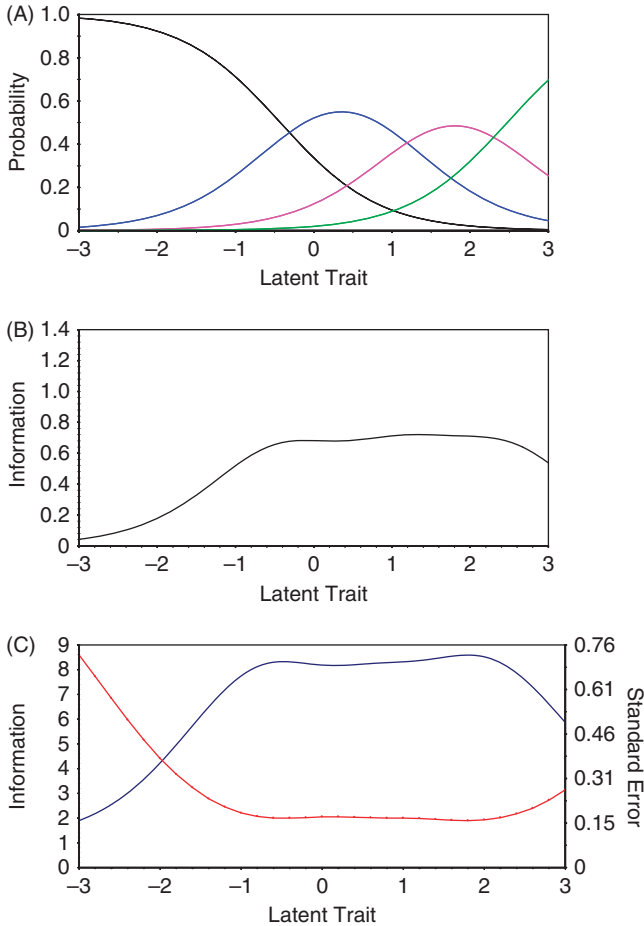 (A)
1.0
0.8
0.6
0.4
0.2
0
Probability
–3 –2 –1 0 1 2 3
Latent Trait
(B)
1.4
1.2
1.0
0.8
0.6
0.4
0.2
0
Information
–3 –2 –1 0 1 2 3
Latent Trait
(C)
9
8
7
6
5
4
3
2
1
0
Information
0.76
0.61
0.46
0.31
0.15
0
Standard Error
–3 –2 –1 0 1 2 3
Latent Trait